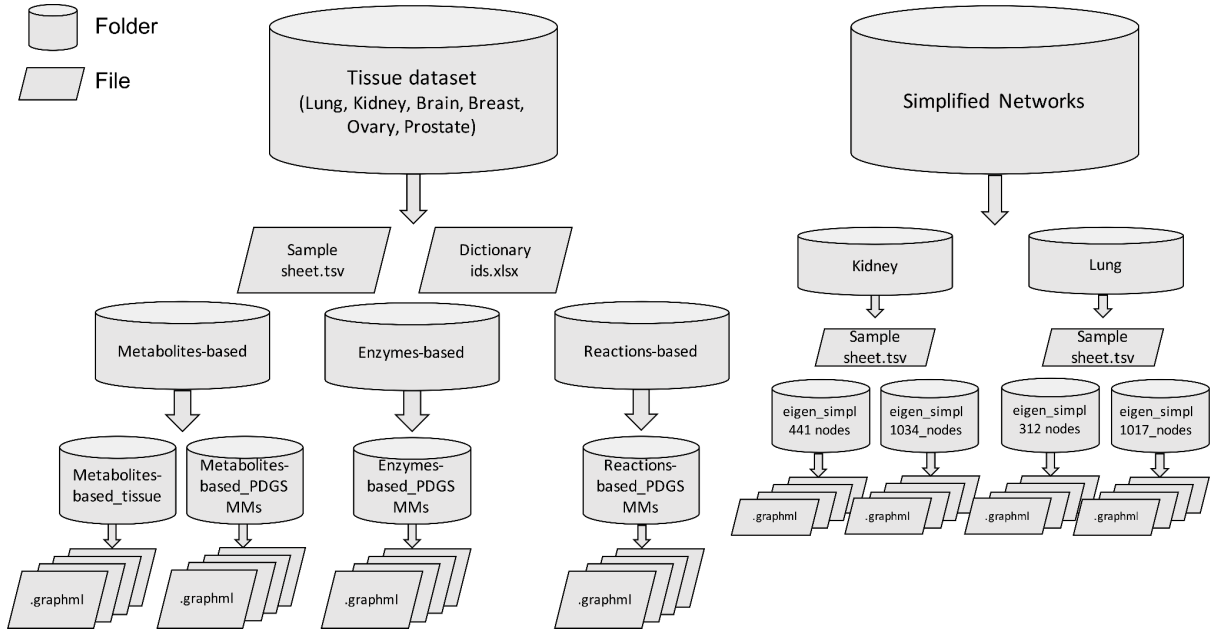 Folder
File
Tissue dataset
(Lung, Kidney, Brain, Breast,
Ovary, Prostate)
Sample
sheet.tsv
Dictionary
ids.xlsx
Metabolites-based
Enzymes-based
Reactions-based
Metabolites-
based_tissue
Metabolites-
based_PDGS
MMs
Enzymes-
based_PDGS
MMs
Reactions-
based_PDGS
MMs
.graphml
.graphml
.graphml
.graphml
Simplified Networks
Kidney
Lung
Sample
sheet.tsv
Sample
sheet.tsv
eigen_simpl
441 nodes
eigen_simpl
1034_nodes
eigen_simpl
312 nodes
eigen_simpl
1017_nodes
.graphml
.graphml
.graphml
.graphml